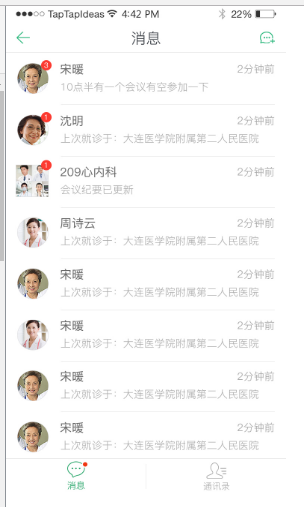 TapTapIdeas 4:42 PM 22%
消息
3
宋暖 2分钟前
10点半有一个会议有空参加一下
1
沈明 2分钟前
上次就诊于：大连医学院附属第二人民医院
1
209心内科 2分钟前
会议纪要已更新
周诗云 2分钟前
上次就诊于：大连医学院附属第二人民医院
宋暖 2分钟前
上次就诊于：大连医学院附属第二人民医院
宋暖 2分钟前
上次就诊于：大连医学院附属第二人民医院
宋暖 2分钟前
上次就诊于：大连医学院附属第二人民医院
宋暖 2分钟前
上次就诊于：大连医学院附属第二人民医院
消息 通讯录